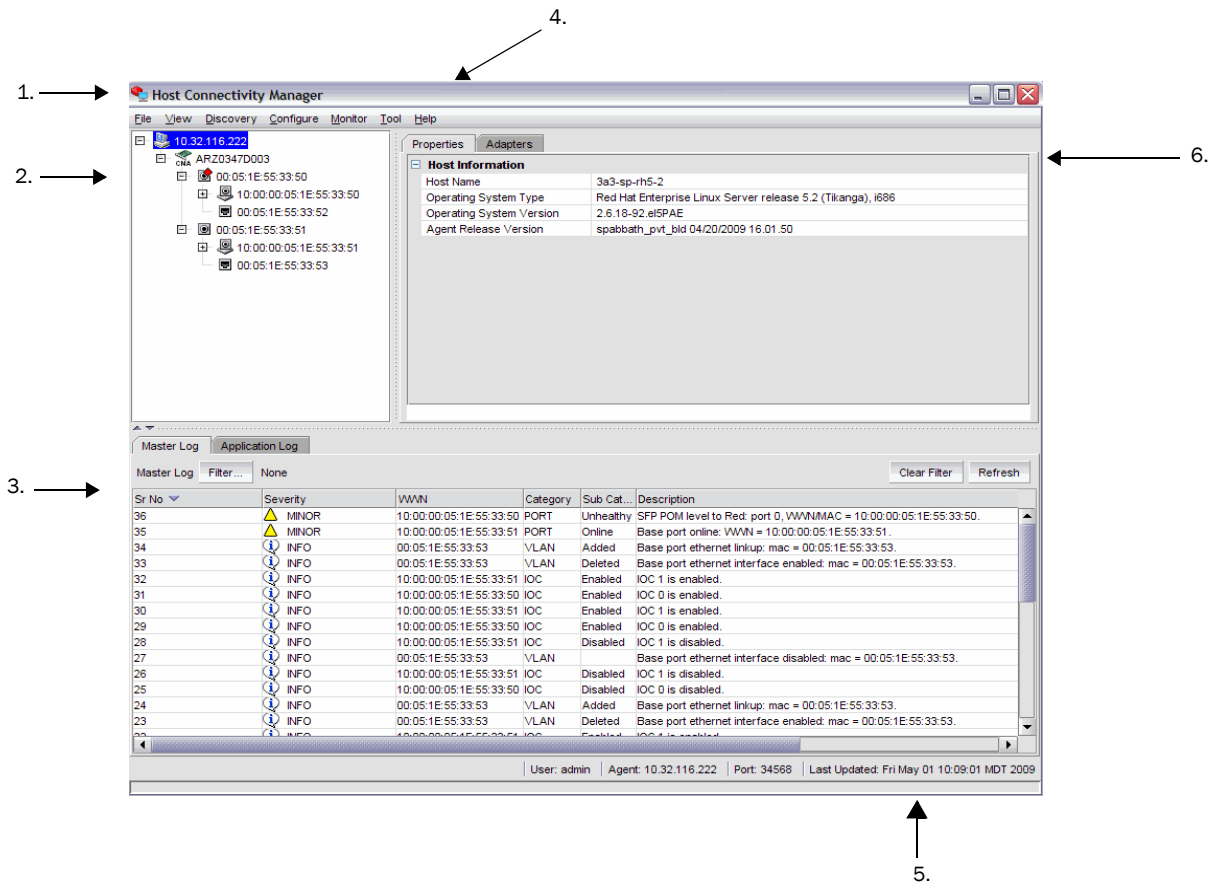 4.
1.
Host Connectivity Manager
File View Discovery Configure Monitor Tool Help
10.32.116.222
CNA ARZ0347D003
2.
00:05:1E:55:33:50
10:00:00:05:1E:55:33:50
00:05:1E:55:33:52
00:05:1E:55:33:51
10:00:00:05:1E:55:33:51
00:05:1E:55:33:53
Properties Adapters
6.
Host Information
Host Name 3a3-sp-rh5-2
Operating System Type Red Hat Enterprise Linux Server release 5.2 (Tikanga), i686
Operating System Version 2.6.18-92.el5PAE
Agent Release Version spabbath_pvt_bld 04/20/2009 16.01.50
Master Log Application Log
Master Log Filter... None Clear Filter Refresh
3.
Sr No Severity WWN Category Sub Cat... Description
36 MINOR 10:00:00:05:1E:55:33:50 PORT Unhealthy SFP POM level to Red: port 0, WWN/MAC = 10:00:00:05:1E:55:33:50.
35 MINOR 10:00:00:05:1E:55:33:51 PORT Online Base port online: WWN = 10:00:00:05:1E:55:33:51.
34 INFO 00:05:1E:55:33:53 VLAN Added Base port ethernet linkup: mac = 00:05:1E:55:33:53.
33 INFO 00:05:1E:55:33:53 VLAN Deleted Base port ethernet interface enabled: mac = 00:05:1E:55:33:53.
32 INFO 10:00:00:05:1E:55:33:51 IOC Enabled IOC 1 is enabled.
31 INFO 10:00:00:05:1E:55:33:50 IOC Enabled IOC 0 is enabled.
30 INFO 10:00:00:05:1E:55:33:51 IOC Enabled IOC 1 is enabled.
29 INFO 10:00:00:05:1E:55:33:50 IOC Enabled IOC 0 is enabled.
28 INFO 10:00:00:05:1E:55:33:51 IOC Disabled IOC 1 is disabled.
27 INFO 00:05:1E:55:33:53 VLAN Base port ethernet interface disabled: mac = 00:05:1E:55:33:53.
26 INFO 10:00:00:05:1E:55:33:51 IOC Disabled IOC 1 is disabled.
25 INFO 10:00:00:05:1E:55:33:50 IOC Disabled IOC 0 is disabled.
24 INFO 00:05:1E:55:33:53 VLAN Added Base port ethernet linkup: mac = 00:05:1E:55:33:53.
23 INFO 00:05:1E:55:33:53 VLAN Deleted Base port ethernet interface enabled: mac = 00:05:1E:55:33:53.
User: admin Agent: 10.32.116.222 Port: 34568 Last Updated: Fri May 01 10:09:01 MDT 2009
5.